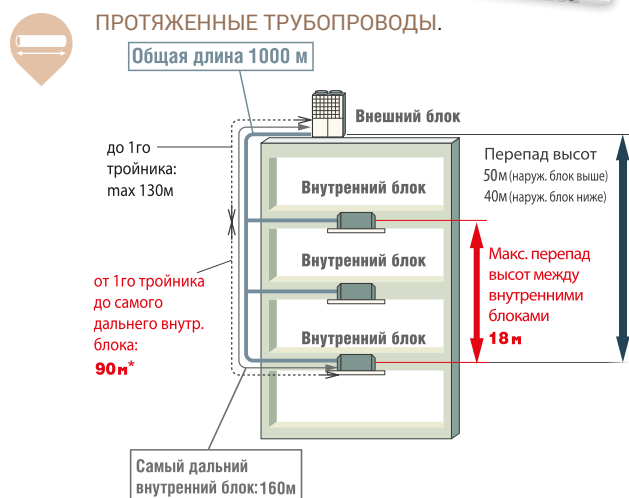 ПРОТЯЖЕННЫЕ ТРУБОПРОВОДЫ.
Общая длина 1000 м
Внешний блок
до 1го
тройника:
max 130м
Перепад высот
50м (наруж. блок выше)
40м (наруж. блок ниже)
Внутренний блок
Внутренний блок
Внутренний блок
Макс. перепад
высот между
внутренними
блоками
18м
от 1го тройника
до самого
дальнего внутр.
блока:
90м*
Самый дальний
внутренний блок: 160м